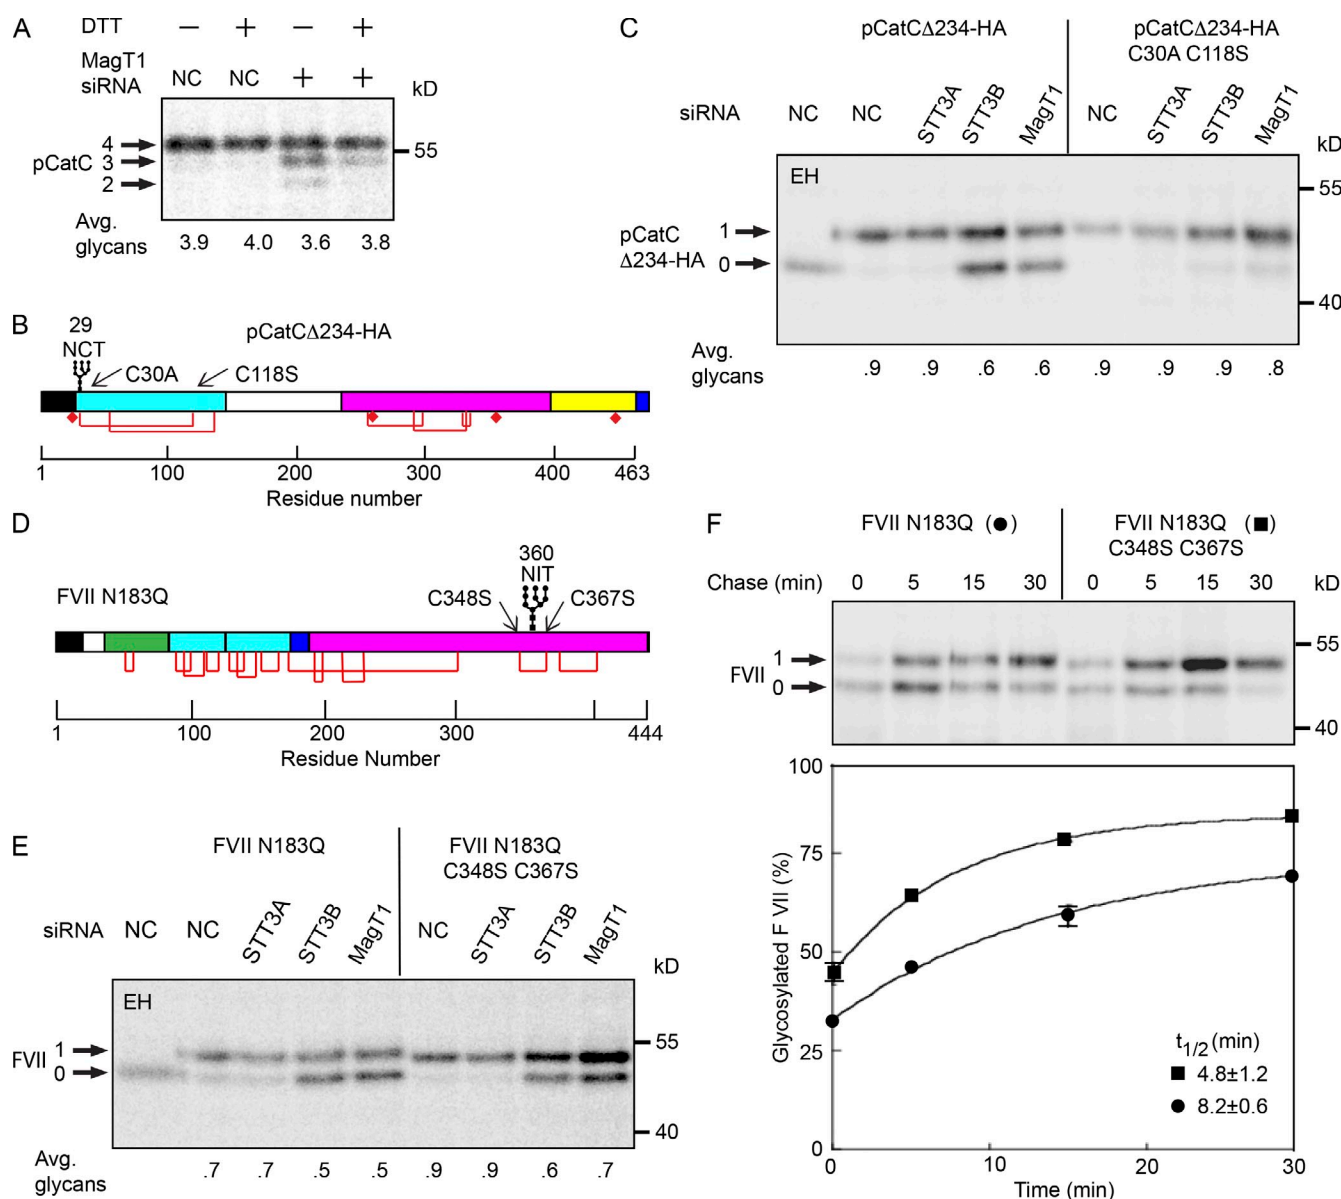 A
DTT − + − +
MagT1
siRNA NC NC + +
kD
4
pCatC 3
2
55
Avg.
glycans 3.9 4.0 3.6 3.8
B
pCatCΔ234-HA
29
NCT
C30A C118S
1 100 200 300 400 463
Residue number
C
pCatCΔ234-HA
pCatCΔ234-HA
C30A C118S
siRNA NC NC STT3A STT3B MagT1 NC STT3A STT3B MagT1
kD
EH
55
pCatC 1
Δ234-HA 0
40
Avg.
glycans .9 .9 .6 .6 .9 .9 .9 .8
D
FVII N183Q
360
NIT
C348S C367S
1 100 200 300 444
Residue Number
E
FVII N183Q
FVII N183Q
C348S C367S
siRNA NC NC STT3A STT3B MagT1 NC STT3A STT3B MagT1
kD
EH
55
FVII 1
0
40
Avg.
glycans .7 .7 .5 .5 .9 .9 .6 .7
F
FVII N183Q (●)
FVII N183Q (■)
C348S C367S
Chase (min) 0 5 15 30 0 5 15 30 kD
55
FVII 1
0
40
100
50
25
0
Glycosylated F VII (%)
t1/2 (min)
■ 4.8±1.2
● 8.2±0.6
0 10 20 30
Time (min)